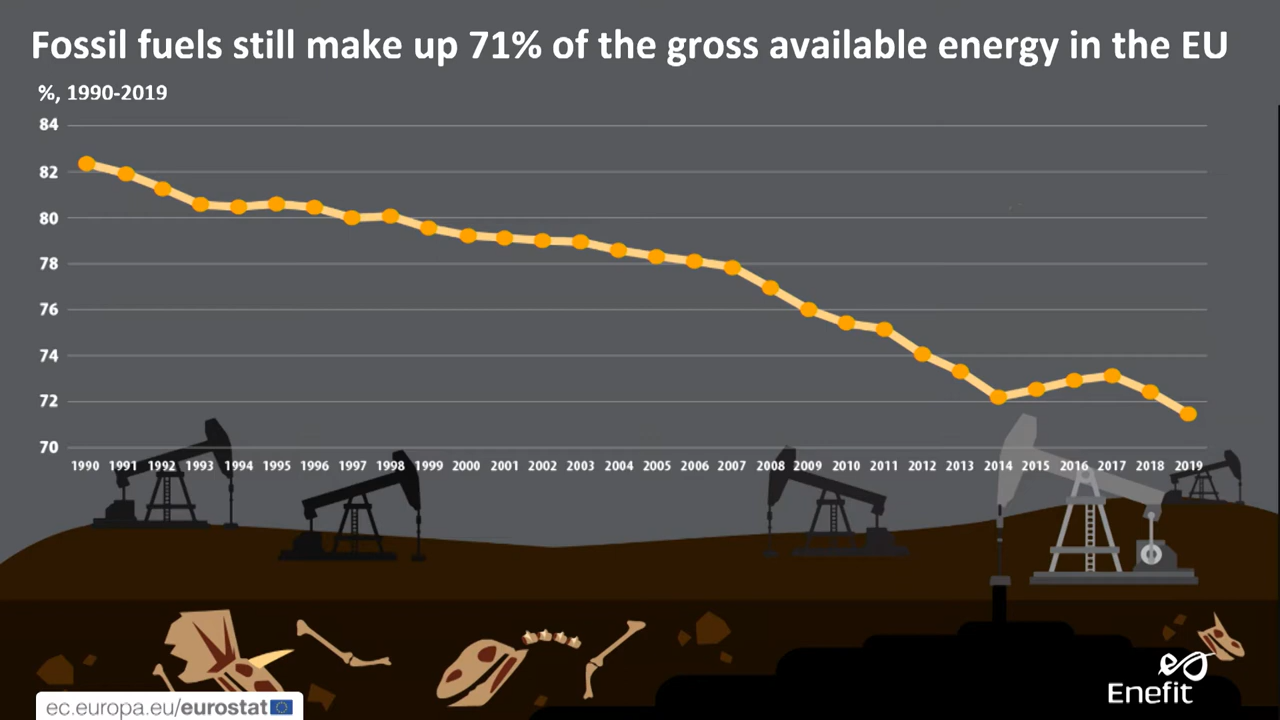 Fossil fuels still make up 71% of the gross available energy in the EU
%, 1990-2019
84
82
80
78
76
74
72
70
1990 1991 1992 1993 1994 1995 1996 1997 1998 1999 2000 2001 2002 2003 2004 2005 2006 2007 2008 2009 2010 2011 2012 2013 2014 2015 2016 2017 2018 2019
Enefit
ec.europa.eu/eurostat